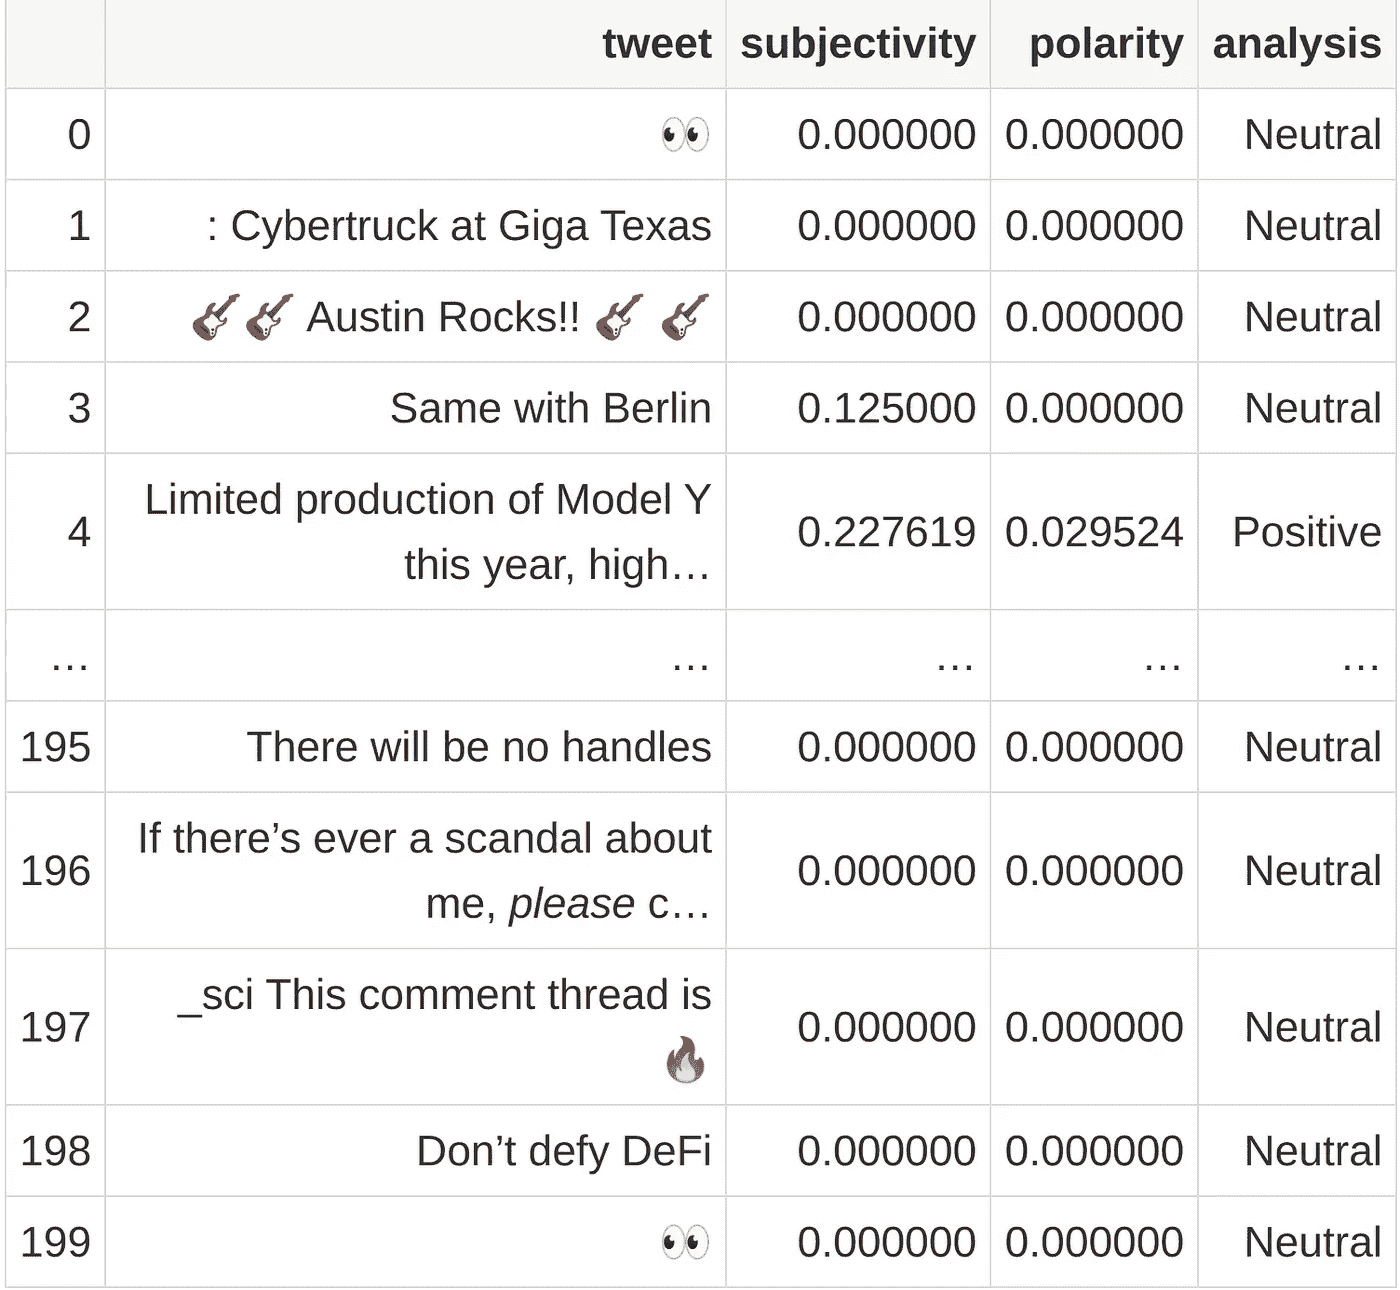 tweet subjectivity polarity analysis
0 👀 0.000000 0.000000 Neutral
1 : Cybertruck at Giga Texas 0.000000 0.000000 Neutral
2 🎸🎸 Austin Rocks!! 🎸 🎸 0.000000 0.000000 Neutral
3 Same with Berlin 0.125000 0.000000 Neutral
Limited production of Model Y
4 this year, high… 0.227619 0.029524 Positive
… … … … …
195 There will be no handles 0.000000 0.000000 Neutral
If there’s ever a scandal about
196 me, please c… 0.000000 0.000000 Neutral
_sci This comment thread is
197 🔥 0.000000 0.000000 Neutral
198 Don’t defy DeFi 0.000000 0.000000 Neutral
199 👀 0.000000 0.000000 Neutral